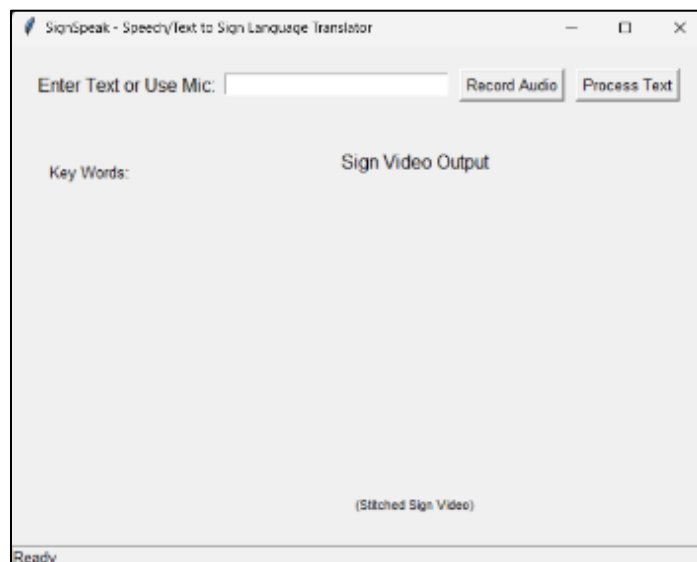 SignSpeak - Speech/Text to Sign Language Translator
Enter Text or Use Mic: Record Audio Process Text
Sign Video Output
Key Words:
(Stitched Sign Video)
Ready